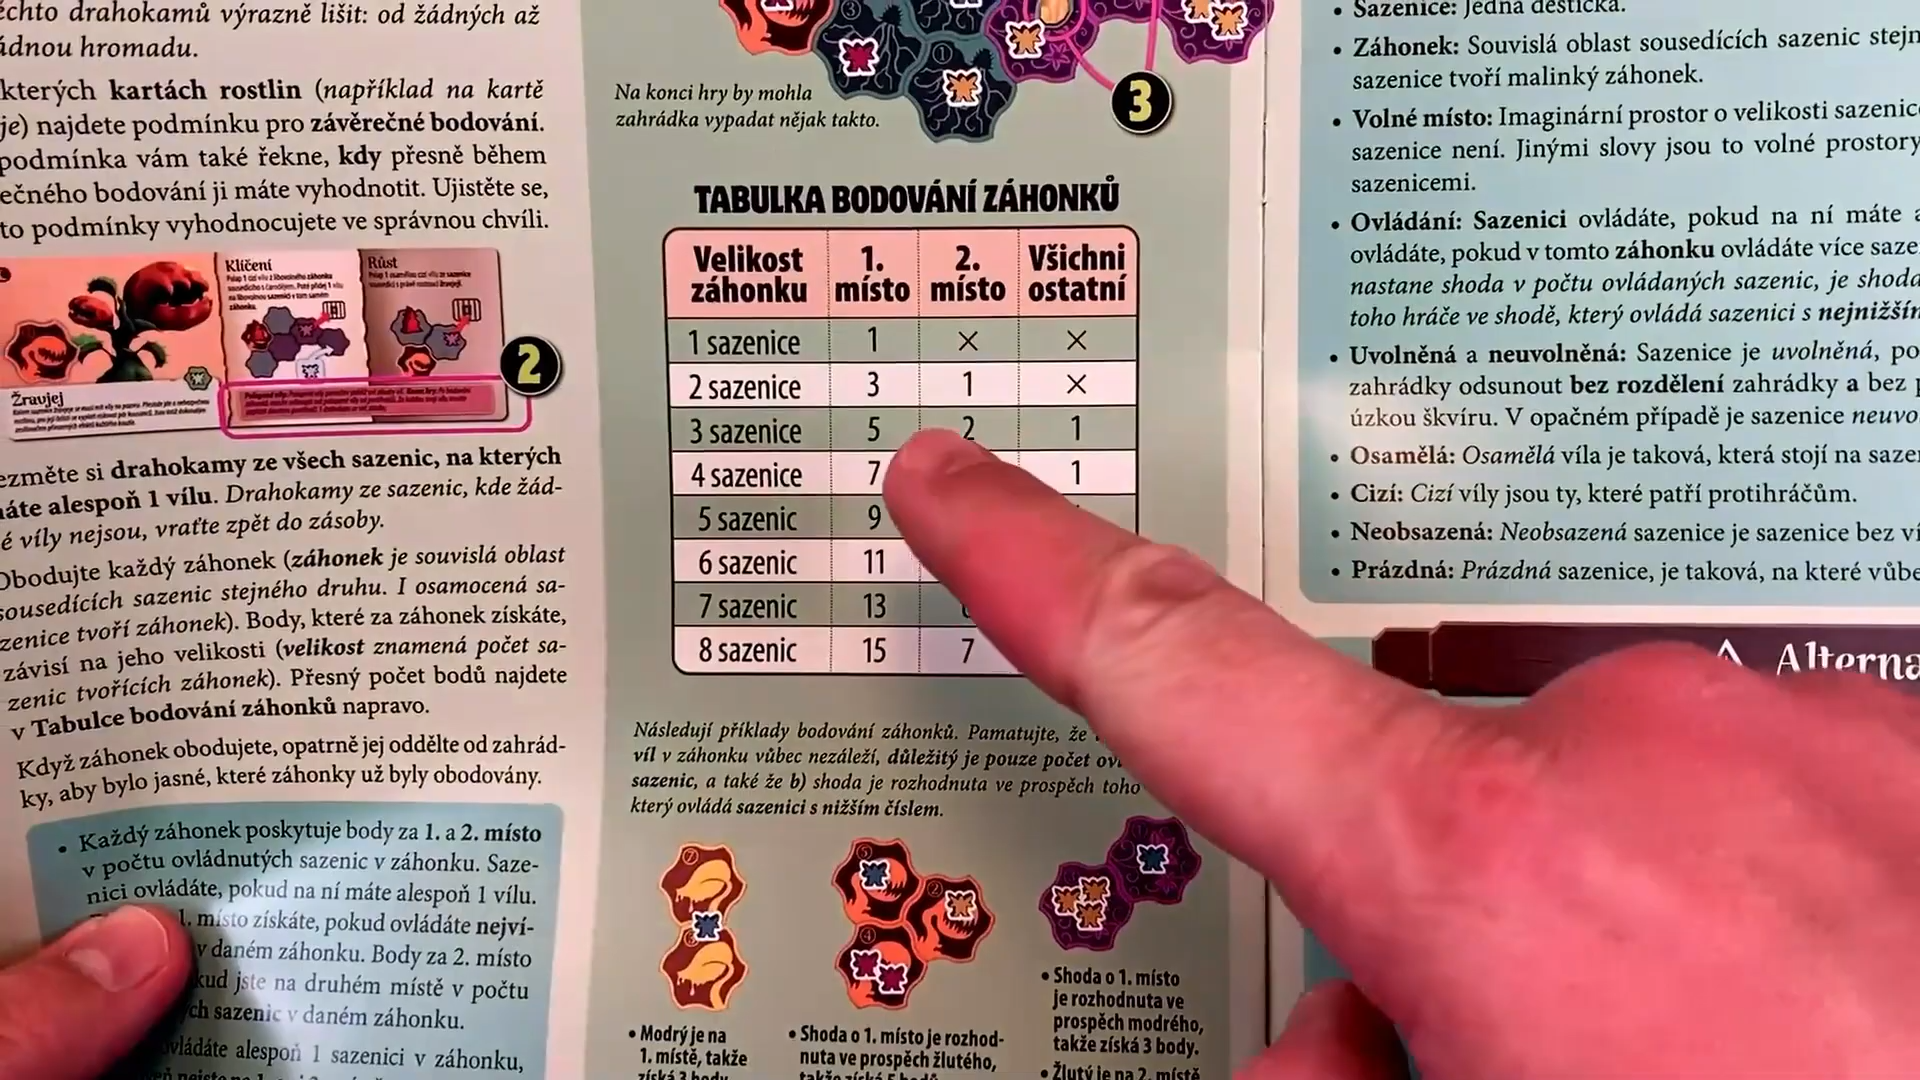 ěchto drahokamů výrazně lišit: od žádných až
ádnou hromadu.
kterých kartách rostlin (například na kartě
je) najdete podmínku pro závěrečné bodování.
podmínka vám také řekne, kdy přesně během
ečného bodování ji máte vyhodnotit. Ujistěte se,
to podmínky vyhodnocujete ve správnou chvíli.
Klíčení
Růst
Žravjej
2
ezměte si drahokamy ze všech sazenic, na kterých
máte alespoň 1 vílu. Drahokamy ze sazenic, kde žád-
é víly nejsou, vraťte zpět do zásoby.
Obodujte každý záhonek (záhonek je souvislá oblast
sousedících sazenic stejného druhu. I osamocená sa-
zenice tvoří záhonek). Body, které za záhonek získáte,
závisí na jeho velikosti (velikost znamená počet sa-
zenic tvořících záhonek). Přesný počet bodů najdete
v Tabulce bodování záhonků napravo.
Když záhonek obodujete, opatrně jej oddělte od zahrád-
ky, aby bylo jasné, které záhonky už byly obodovány.
• Každý záhonek poskytuje body za 1. a 2. místo
v počtu ovládnutých sazenic v záhonku. Saze-
nici ovládáte, pokud na ní máte alespoň 1 vílu.
1. místo získáte, pokud ovládáte nejví-
v daném záhonku. Body za 2. místo
kud jste na druhém místě v počtu
ch sazenic v daném záhonku.
vládáte alespoň 1 sazenici v záhonku,
3
1
Na konci hry by mohla
zahrádka vypadat nějak takto.
3
TABULKA BODOVÁNÍ ZÁHONKŮ
Velikost záhonku 1. místo 2. místo Všichni ostatní
1 sazenice 1 × ×
2 sazenice 3 1 ×
3 sazenice 5 2 1
4 sazenice 7 1
5 sazenic 9
6 sazenic 11
7 sazenic 13
8 sazenic 15 7
Následují příklady bodování záhonků. Pamatujte, že
víl v záhonku vůbec nezáleží, důležitý je pouze počet
sazenic, a také že b) shoda je rozhodnuta ve prospěch toho
který ovládá sazenici s nižším číslem.
• Modrý je na
1. místě, takže
získá 3 body
• Shoda o 1. místo je rozhod-
nuta ve prospěch žlutého,
takže získá 5 bodů
• Shoda o 1. místo
je rozhodnuta ve
prospěch modrého,
takže získá 3 body.
• Žlutý je na 2. místě
• Sazenice: Jedna destička.
• Záhonek: Souvislá oblast sousedících sazenic stejn
sazenice tvoří malinký záhonek.
• Volné místo: Imaginární prostor o velikosti sazenice
sazenice není. Jinými slovy jsou to volné prostory
sazenicemi.
• Ovládání: Sazenici ovládáte, pokud na ní máte a
ovládáte, pokud v tomto záhonku ovládáte více saze
nastane shoda v počtu ovládaných sazenic, je shoda
toho hráče ve shodě, který ovládá sazenici s nejnižším
• Uvolněná a neuvolněná: Sazenice je uvolněná, po
zahrádky odsunout bez rozdělení zahrádky a bez p
úzkou škvíru. V opačném případě je sazenice neuvo
• Osamělá: Osamělá víla je taková, která stojí na saze
• Cizí: Cizí víly jsou ty, které patří protihráčům.
• Neobsazená: Neobsazená sazenice je sazenice bez ví
• Prázdná: Prázdná sazenice, je taková, na které vůbe
Alterna